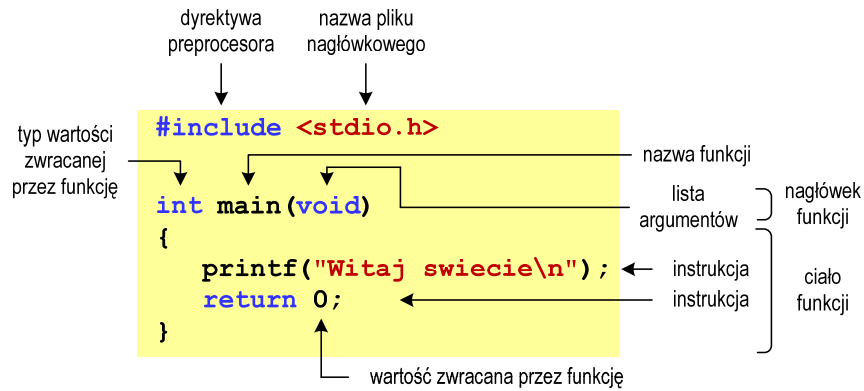 dyrektywa
preprocesora
nazwa pliku
nagłówkowego
#include <stdio.h>
typ wartości
zwracanej
przez funkcję
nazwa funkcji
int main(void)
lista
argumentów
nagłówek
funkcji
{
printf("Witaj swiecie\n");
instrukcja
return 0;
instrukcja
ciało
funkcji
}
wartość zwracana przez funkcję